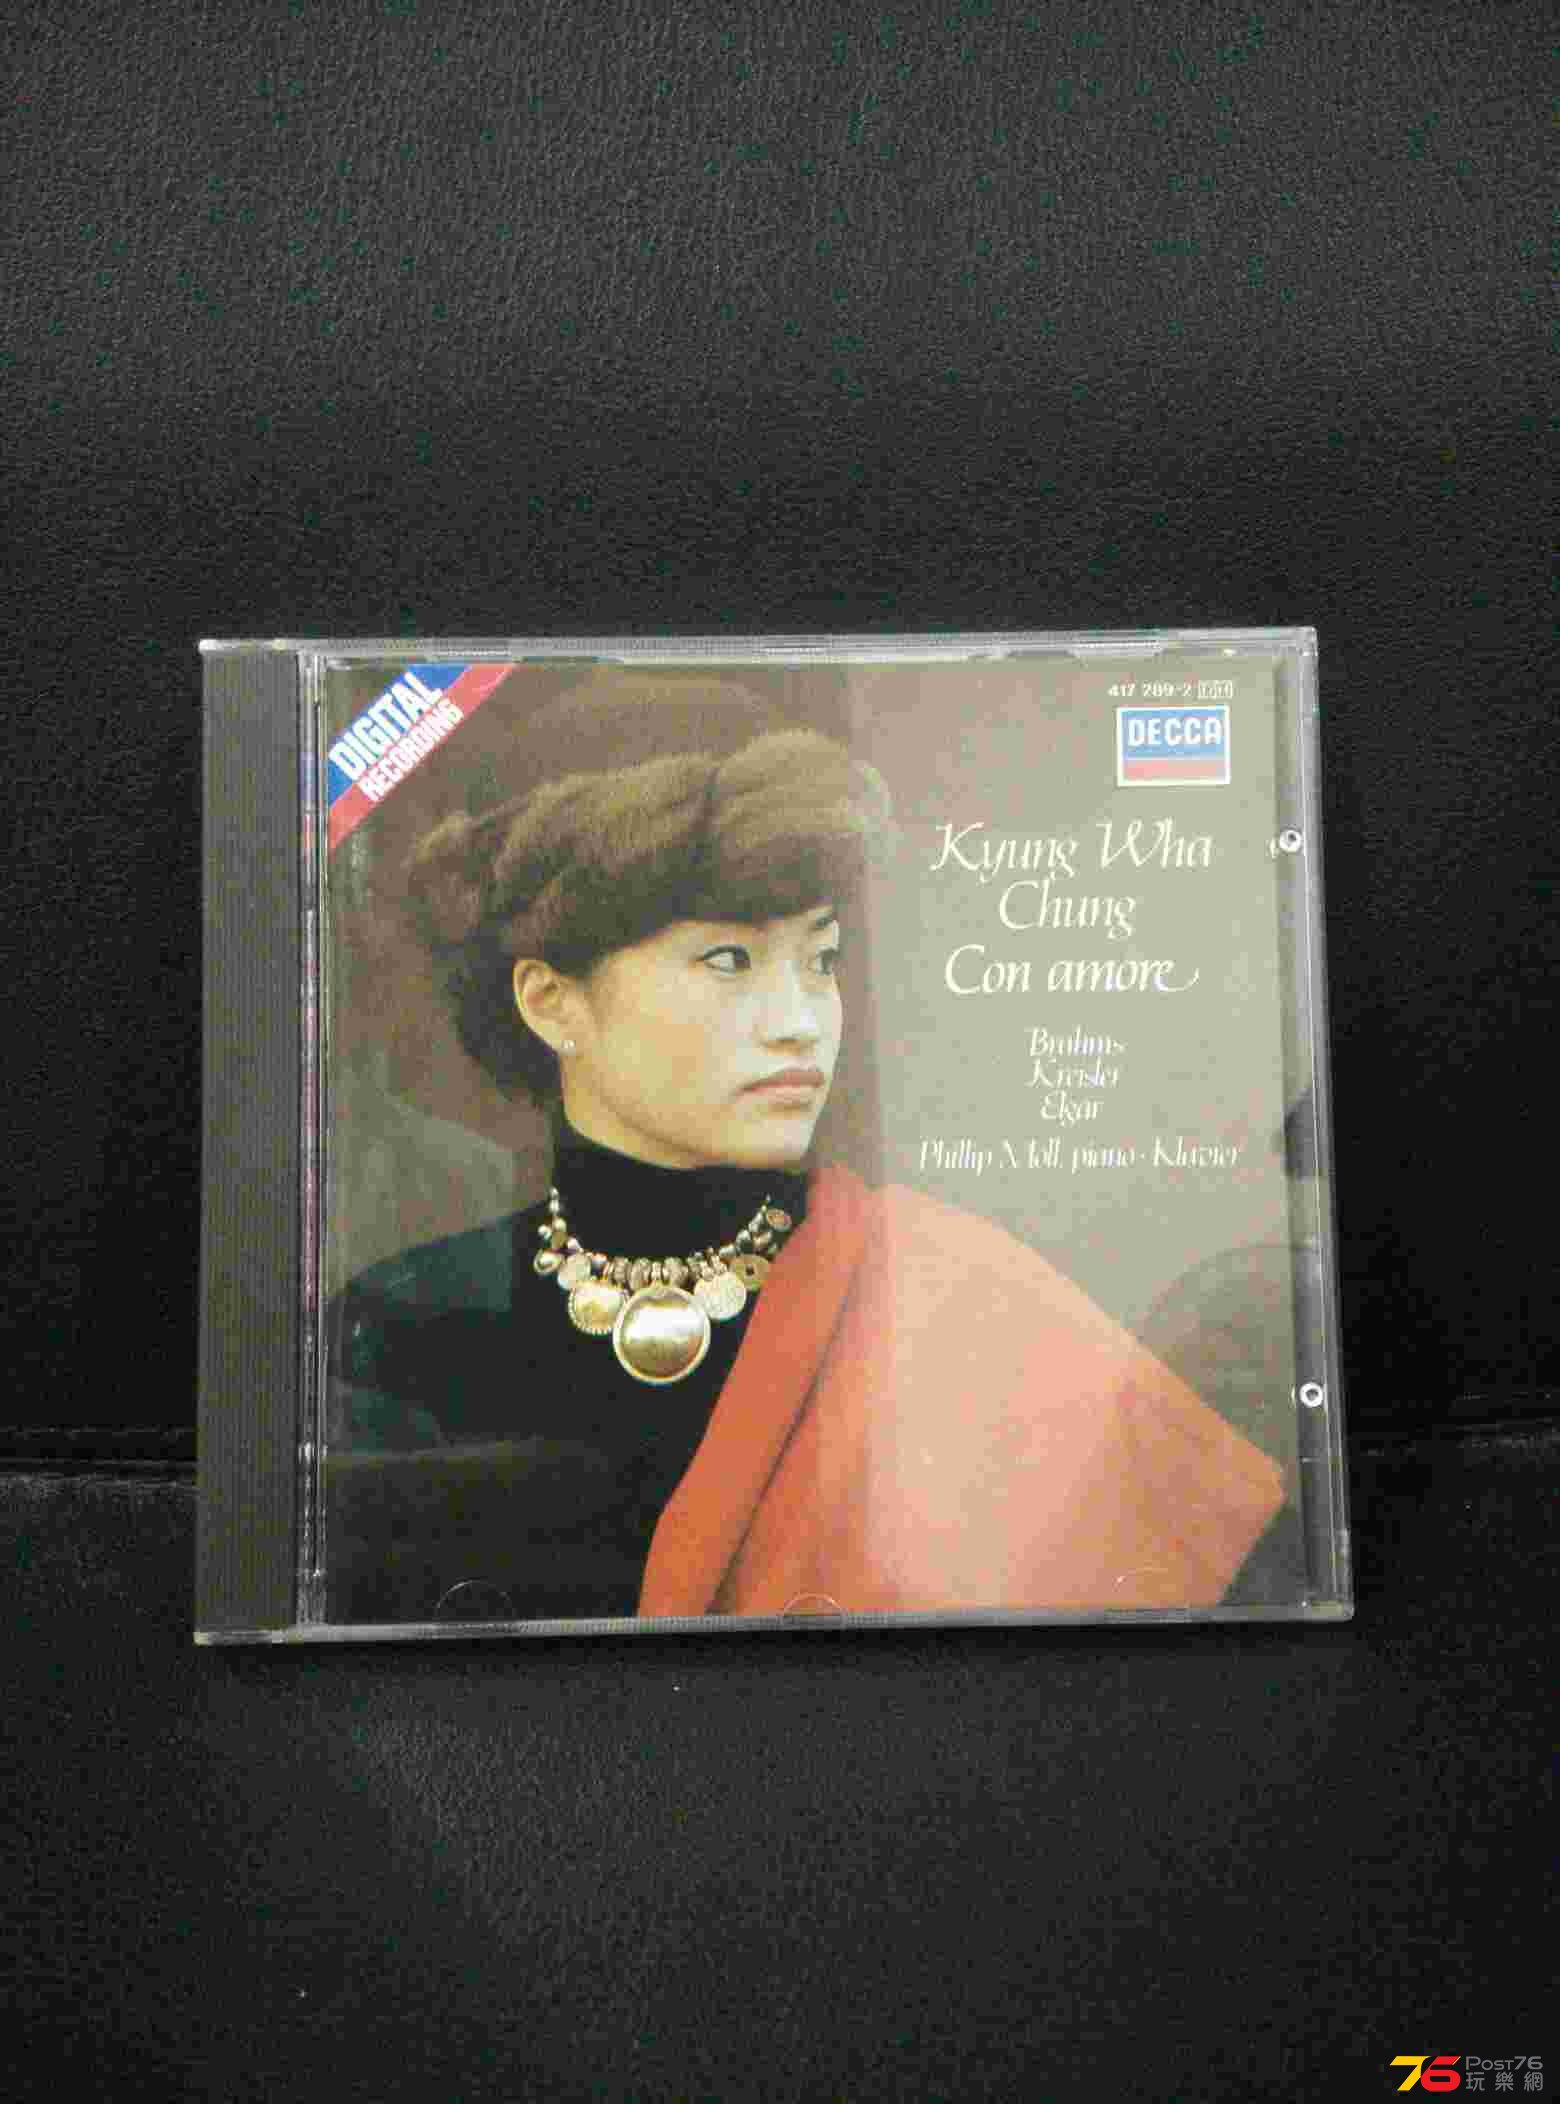 DIGITAL
RECORDING
417 289-2
DECCA
Kyung Wha
Chung
Con amore
Brahms
Kreisler
Elgar
Phillip Moll, piano · Klavier
76 POST76
玩樂網